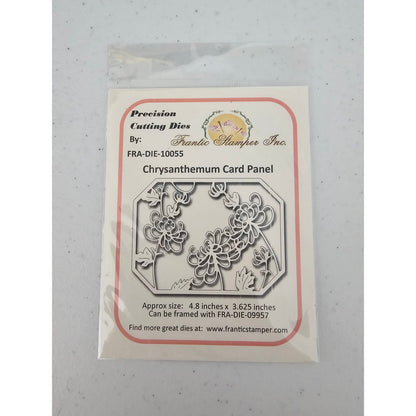 Precision
Cutting Dies
By:
Frantic Stamper Inc.
FRA-DIE-10055
Chrysanthemum Card Panel
Approx size: 4.8 inches x 3.625 inches
Can be framed with FRA-DIE-09957
Find more great dies at: www.franticstamper.com